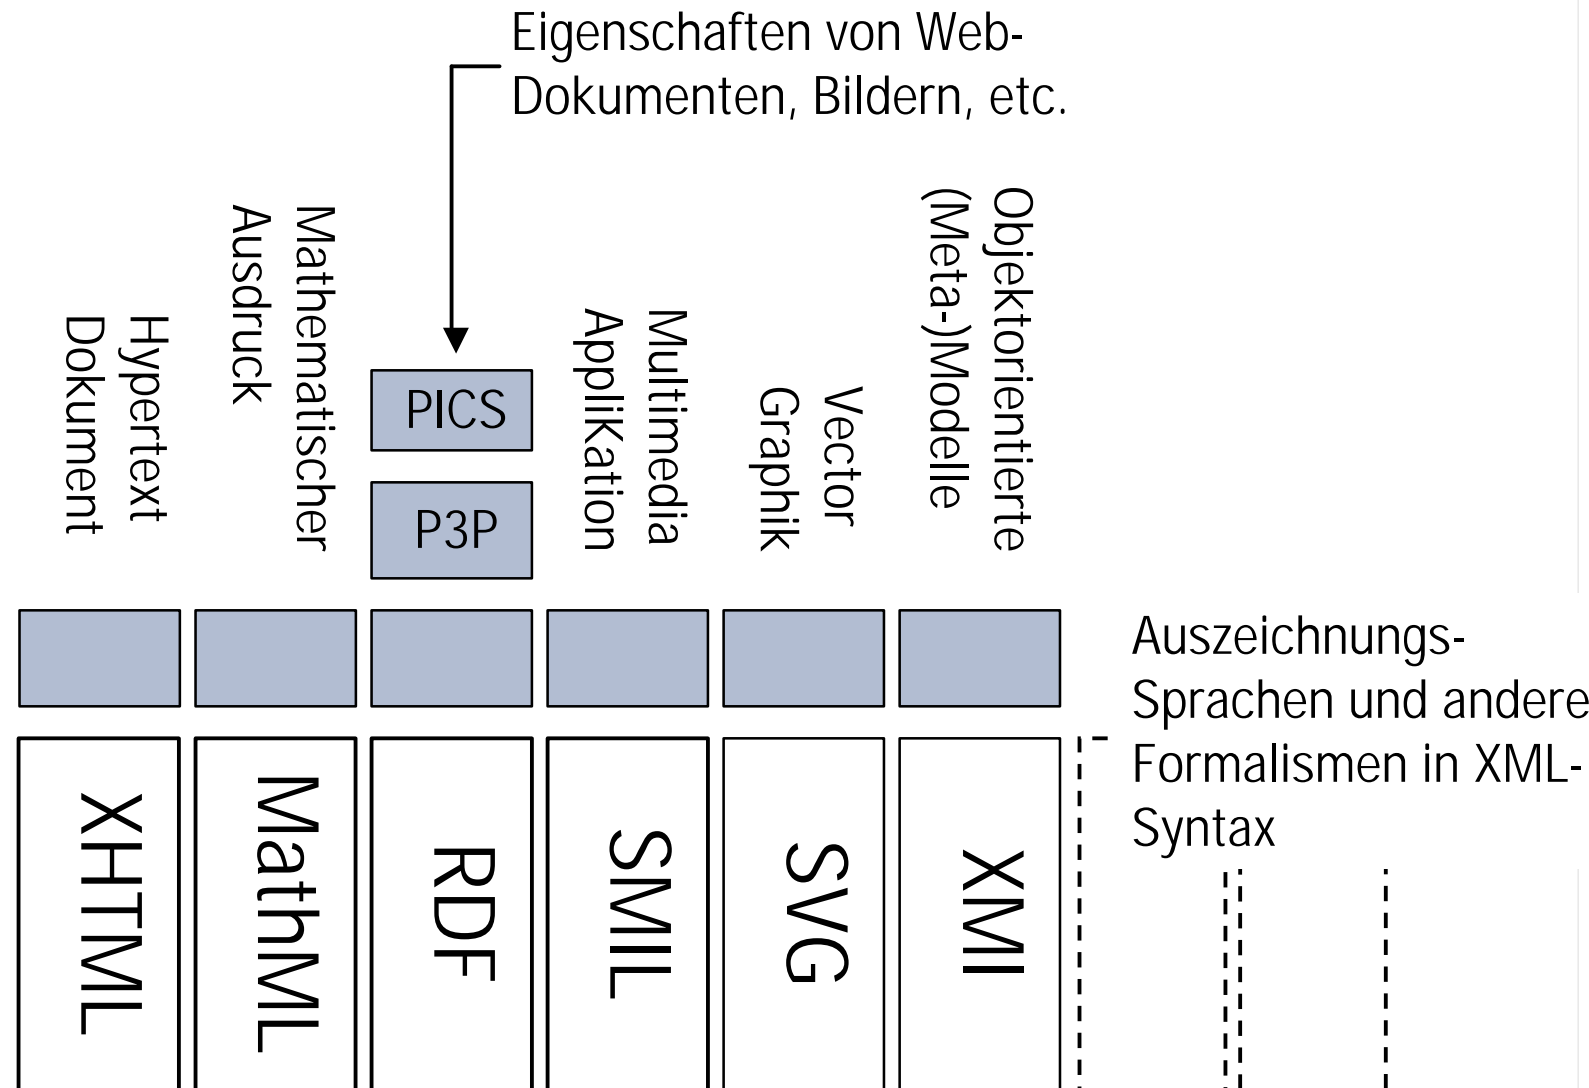 Eigenschaften von Web-
Dokumenten, Bildern, etc.
Hypertext
Dokument
Mathematischer
Ausdruck
PICS
P3P
Multimedia
AppliKation
Vector
Graphik
Objektorientierte
(Meta-)Modelle
Auszeichnungs-
Sprachen und andere
Formalismen in XML-
Syntax
XHTML
MathML
RDF
SMIL
SVG
XMI